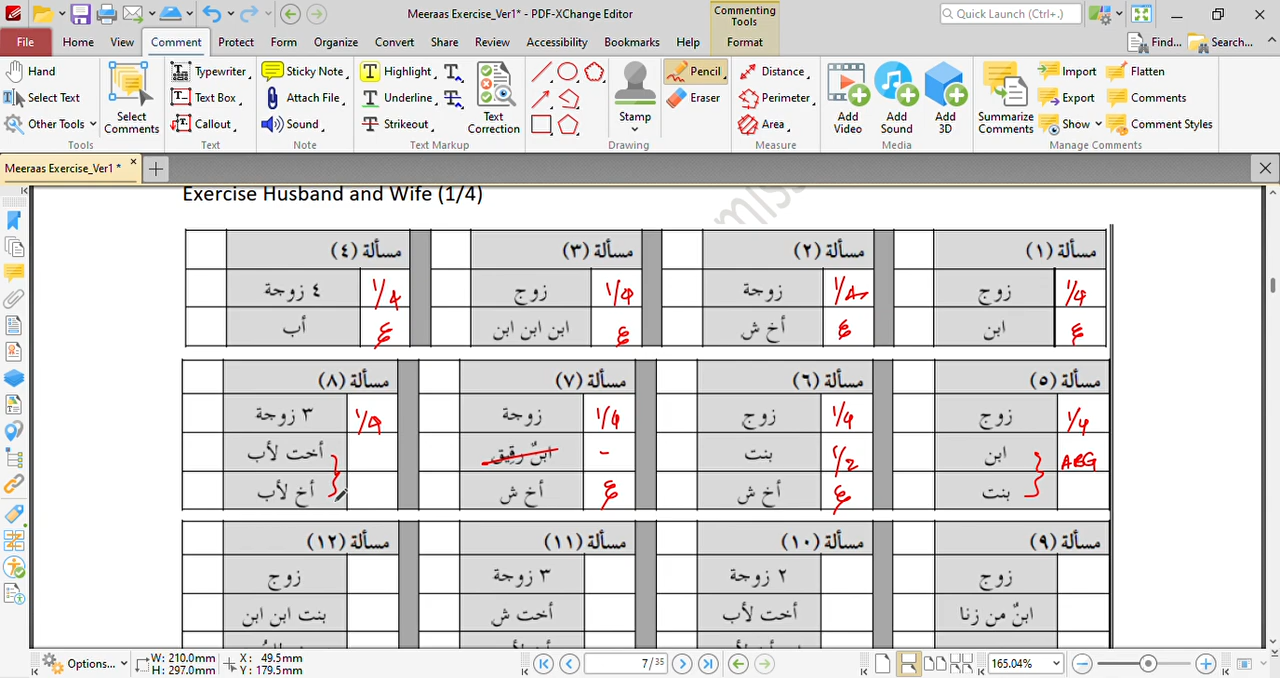 Meeraas Exercise_Ver1* - PDF-XChange Editor
Commenting Tools
Quick Launch (Ctrl+.)
File Home View Comment Protect Form Organize Convert Share Review Accessibility Bookmarks Help Format
Find... Search...
Hand
Select Text
Other Tools
Tools
Select Comments
Typewriter
Text Box
Callout
Text
Sticky Note
Attach File
Sound
Note
Highlight
Underline
Strikeout
Text Correction
Text Markup
Drawing
Stamp
Pencil
Eraser
Distance
Perimeter
Area
Measure
Add Video
Add Sound
Add 3D
Media
Summarize Comments
Import
Export
Show
Flatten
Comments
Comment Styles
Manage Comments
Meeraas Exercise_Ver1 *
Exercise Husband and Wife (1/4)
مسألة (١) مسألة (٢) مسألة (٣) مسألة (٤)
1/4 زوج 1/4 زوجة 1/4 زوج 1/4 ٤ زوجة
ع ابن ع أخ ش ع ابن ابن ابن ع أب
مسألة (٥) مسألة (٦) مسألة (٧) مسألة (٨)
1/4 زوج 1/4 زوج 1/4 زوجة 1/4 ٣ زوجة
ABG ابن 1/2 بنت - ابنٌ رقِيق أخت لأب
بنت ع أخ ش ع أخ ش أخ لأب
مسألة (٩) مسألة (١٠) مسألة (١١) مسألة (١٢)
زوج ٢ زوجة ٣ زوجة زوج
ابنٌ من زنا أخت لأب أخت ش بنت ابن ابن
Options...
W: 210.0mm
H: 297.0mm
X: 49.5mm
Y: 179.5mm
7 / 35
165.04%